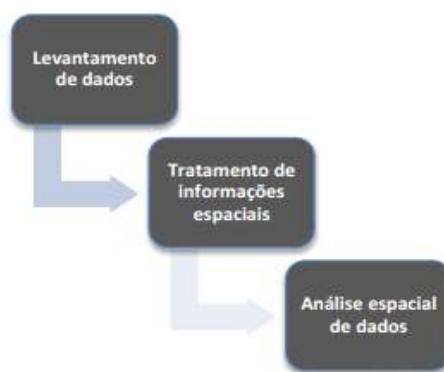 Levantamento
de dados
Tratamento de
informações
espaciais
Análise espacial
de dados